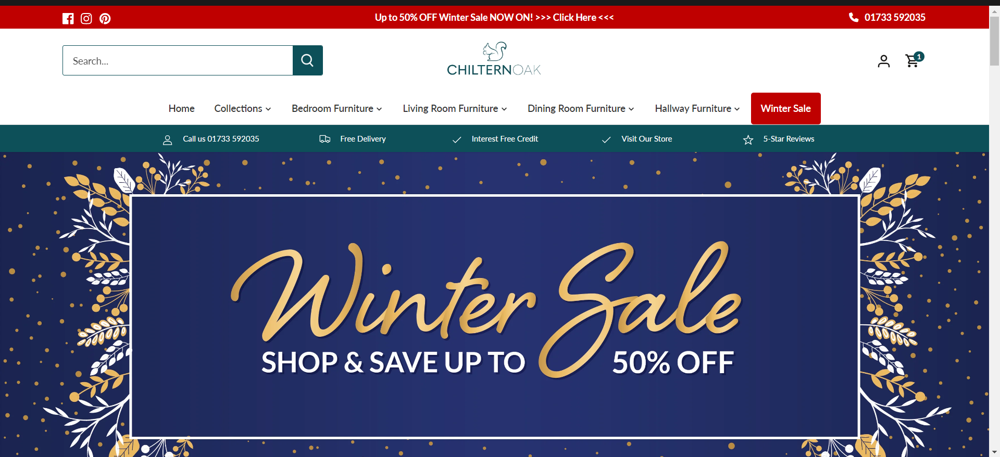 Up to 50% OFF Winter Sale NOW ON! >>> Click Here <<<
01733 592035
Search...
CHILTERNOAK
1
Home
Collections
Bedroom Furniture
Living Room Furniture
Dining Room Furniture
Hallway Furniture
Winter Sale
Call us 01733 592035
Free Delivery
Interest Free Credit
Visit Our Store
5-Star Reviews
Winter Sale
SHOP & SAVE UP TO 50% OFF